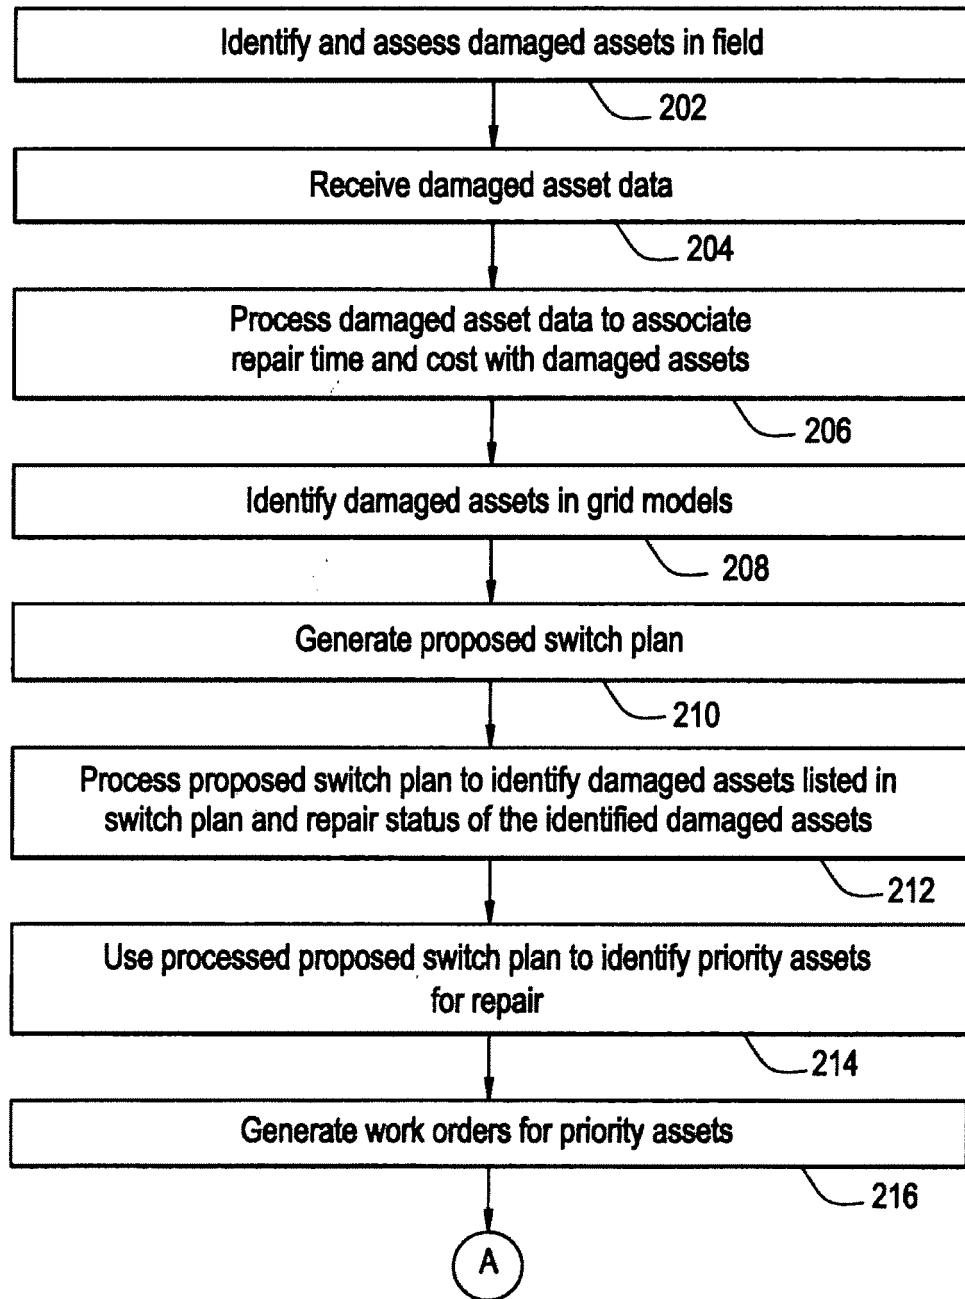 Identify and assess damaged assets in field
202
Receive damaged asset data
204
Process damaged asset data to associate
repair time and cost with damaged assets
206
Identify damaged assets in grid models
208
Generate proposed switch plan
210
Process proposed switch plan to identify damaged assets listed in
switch plan and repair status of the identified damaged assets
212
Use processed proposed switch plan to identify priority assets
for repair
214
Generate work orders for priority assets
216
A